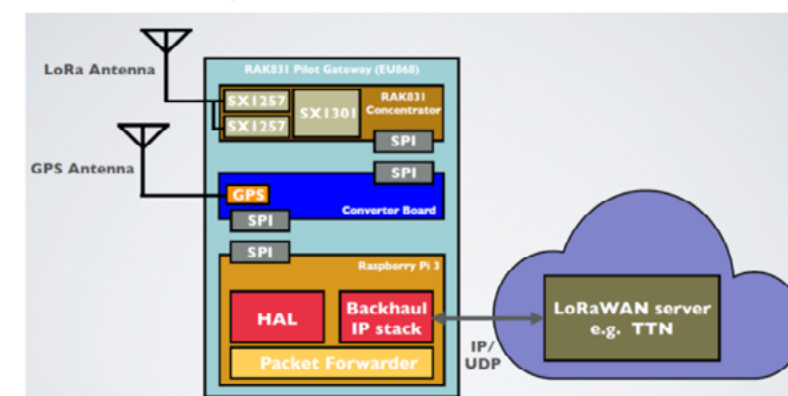 LoRa Antenna
GPS Antenna
RAK831 Pilot Gateway (EU868)
SX1257
SX1257
SX1301
RAK831
Concentrator
SPI
SPI
GPS
Converter Board
SPI
SPI
Raspberry Pi 3
HAL
Backhaul
IP stack
Packet Forwarder
IP/
UDP
LoRaWAN server
e.g. TTN